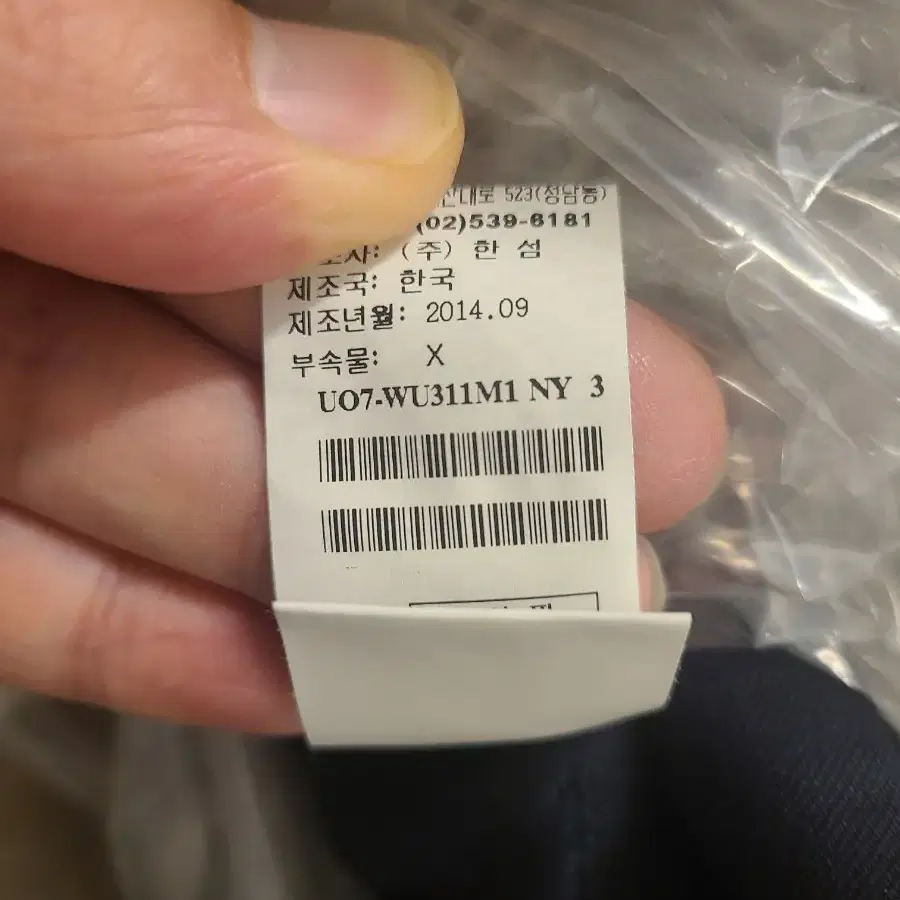 523(청담동)
(02)539-6181
(주) 한 섬
제조국: 한국
제조년월: 2014.09
부속물: X
UO7-WU311M1 NY 3